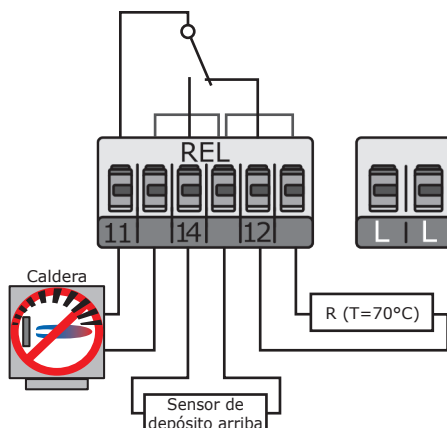 REL
11 14 12
L L
Caldera
R (T=70°C)
Sensor de
depósito arriba